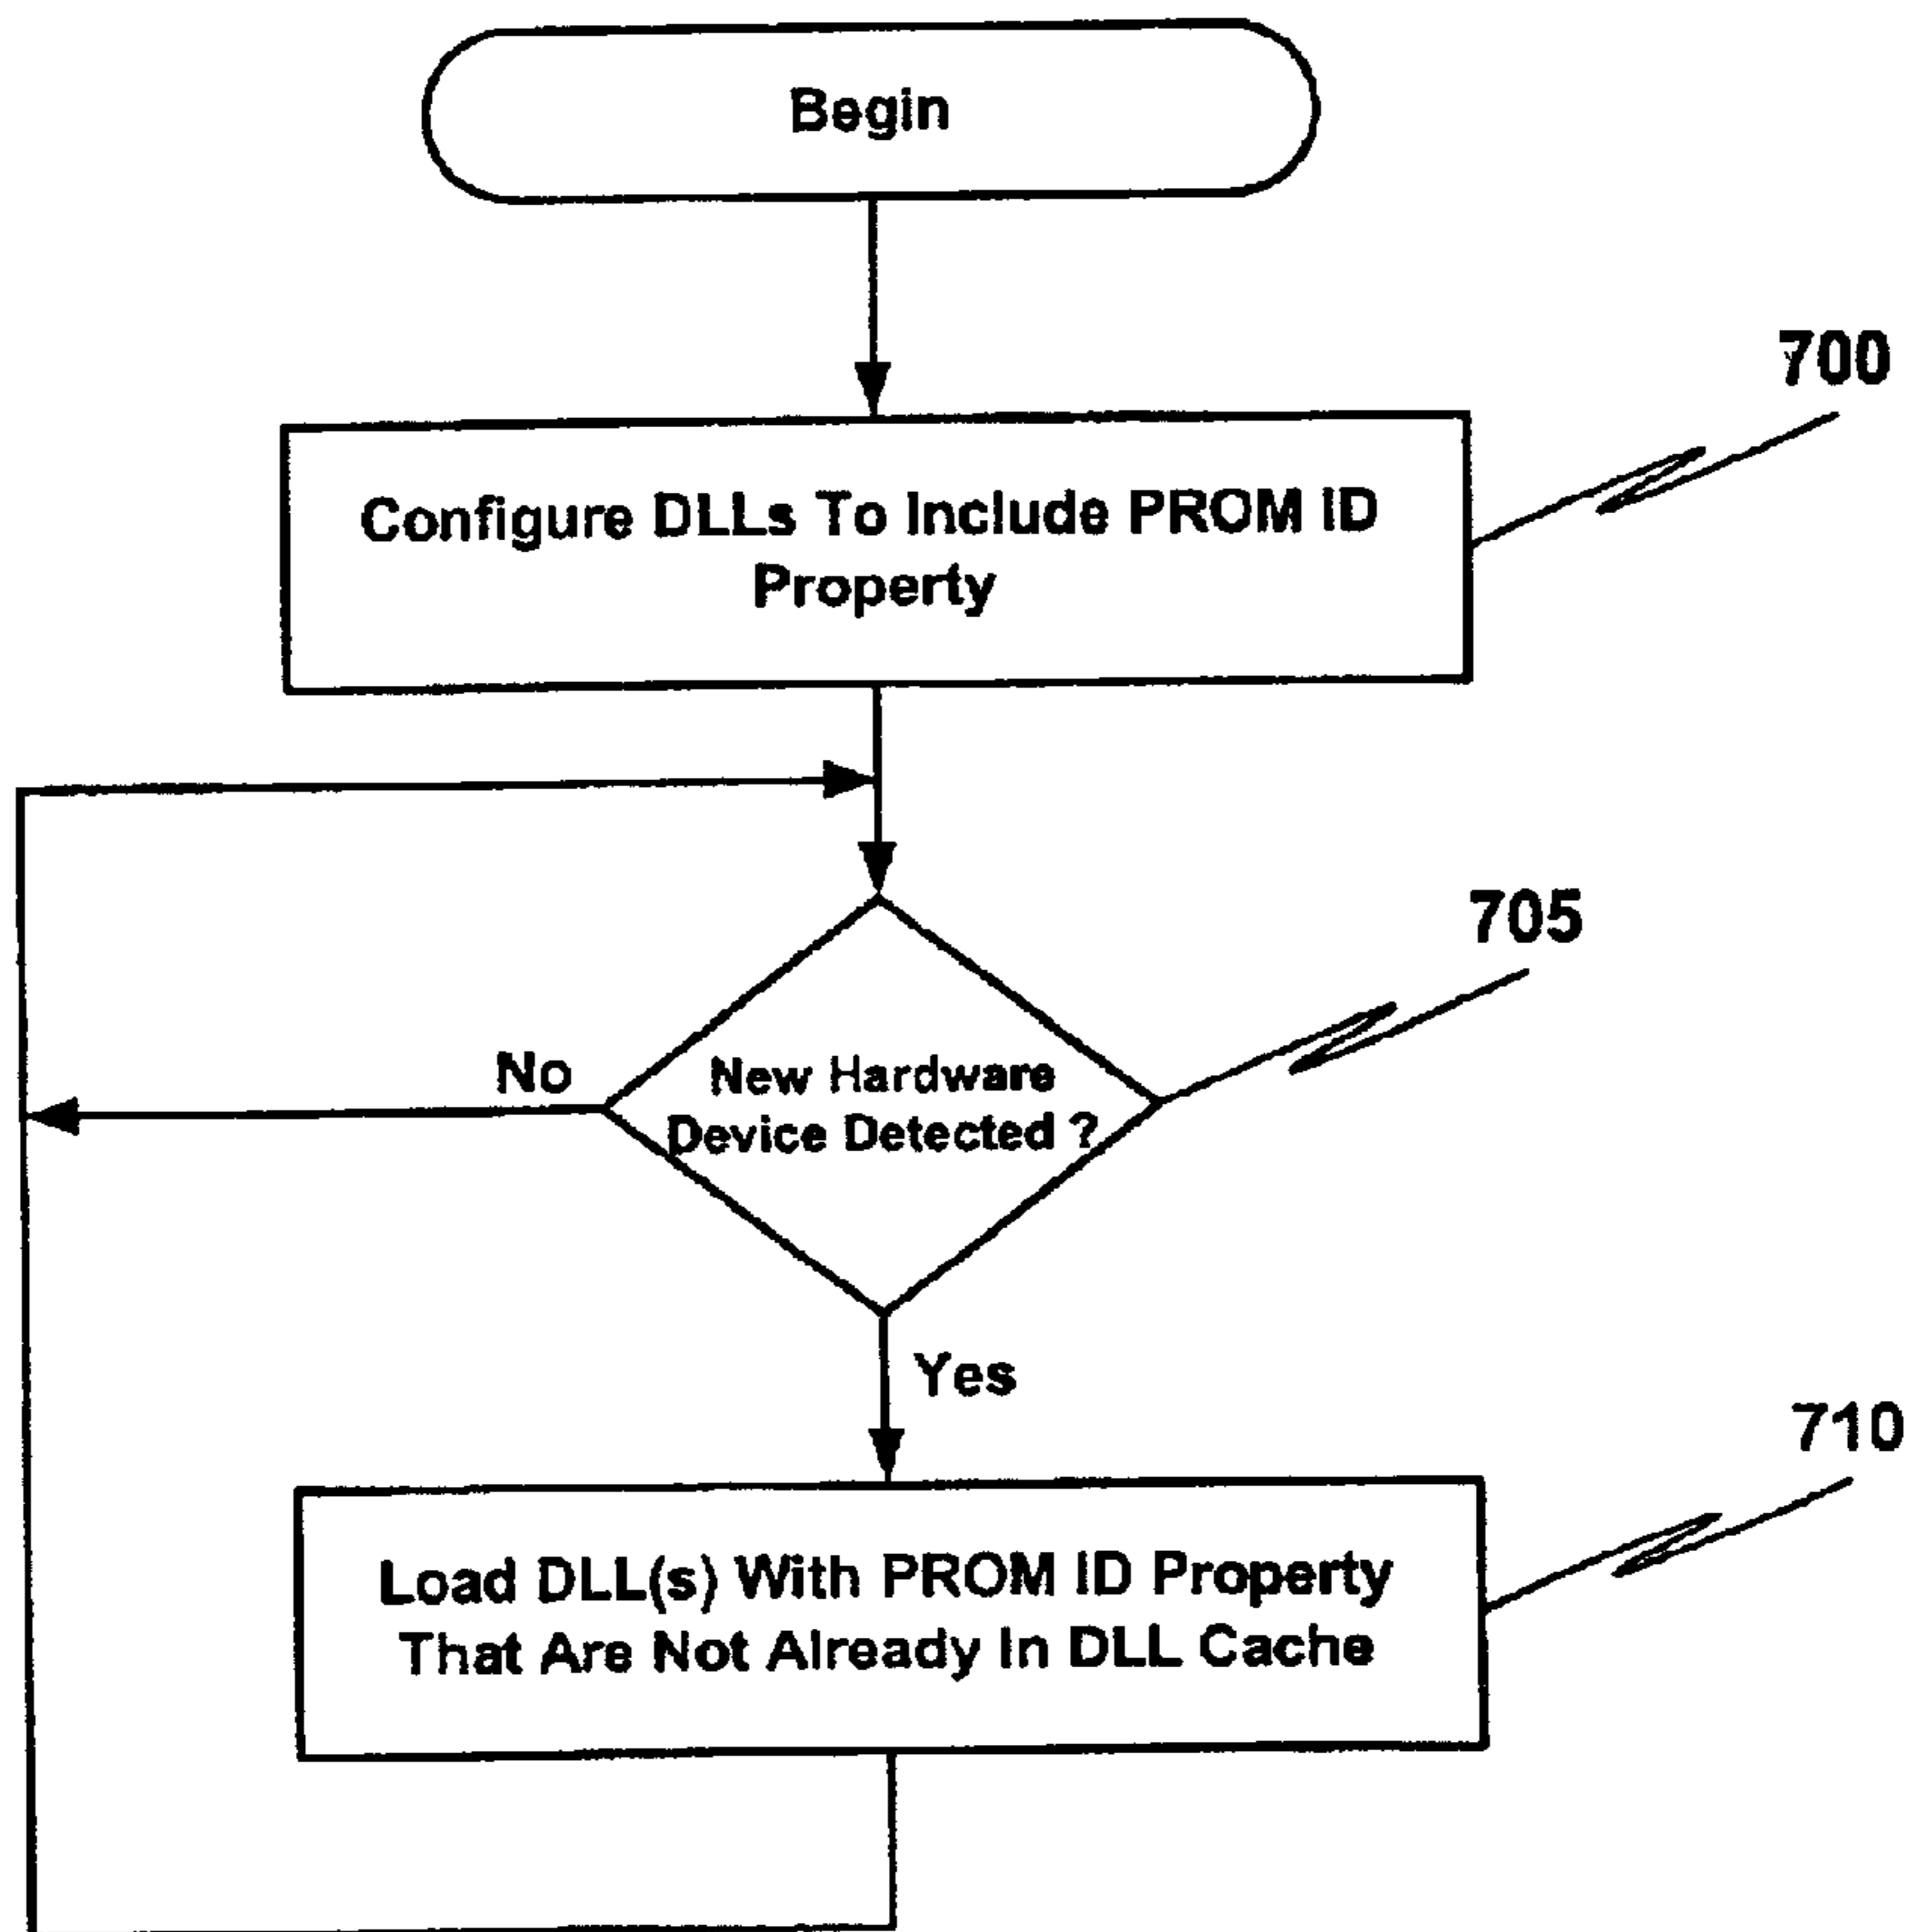 Begin
700
Configure DLLs To Include PROM ID
Property
705
No
New Hardware
Device Detected ?
Yes
710
Load DLL(s) With PROM ID Property
That Are Not Already In DLL Cache